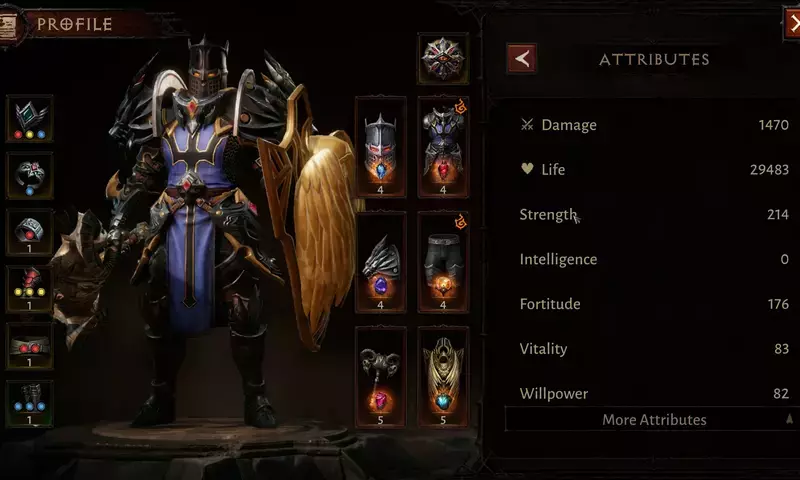 PROFILE
ATTRIBUTES
Damage 1470
Life 29483
Strength 214
Intelligence 0
Fortitude 176
Vitality 83
Willpower 82
More Attributes
1
1
1
1
4
4
4
4
5
5